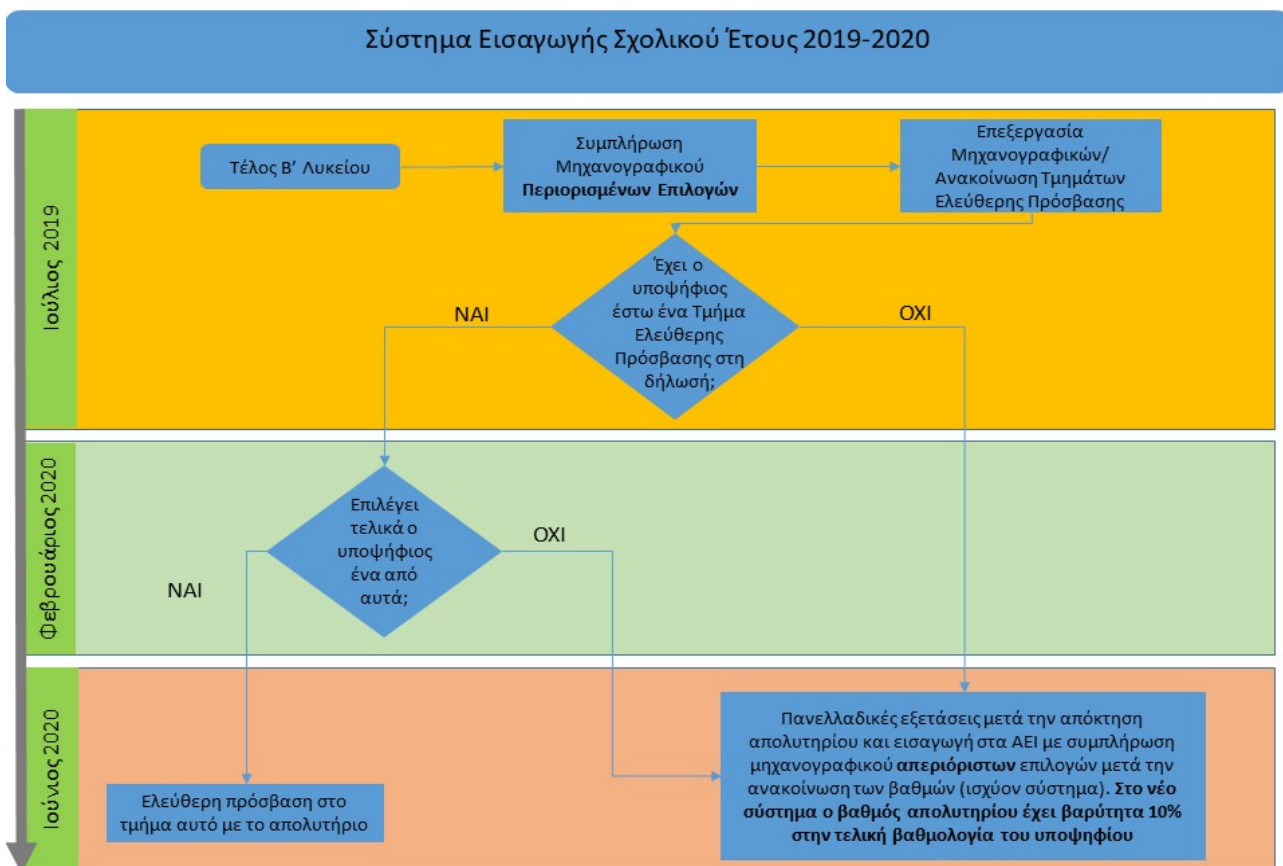 Σύστημα Εισαγωγής Σχολικού Έτους 2019-2020
Ιούλιος 2019
Τέλος Β’ Λυκείου
Συμπλήρωση
Μηχανογραφικού
Περιορισμένων Επιλογών
Επεξεργασία
Μηχανογραφικών/
Ανακοίνωση Τμημάτων
Ελεύθερης Πρόσβασης
Έχει ο
υποψήφιος
έστω ένα Τμήμα
Ελεύθερης
Πρόσβασης στη
δήλωσή;
ΝΑΙ
ΟΧΙ
Φεβρουάριος 2020
Επιλέγει
τελικά ο
υποψήφιος
ένα από
αυτά;
ΝΑΙ
ΟΧΙ
Ιούνιος 2020
Ελεύθερη πρόσβαση στο
τμήμα αυτό με το απολυτήριο
Πανελλαδικές εξετάσεις μετά την απόκτηση
απολυτηρίου και εισαγωγή στα ΑΕΙ με συμπλήρωση
μηχανογραφικού απεριόριστων επιλογών μετά την
ανακοίνωση των βαθμών (ισχύον σύστημα). Στο νέο
σύστημα ο βαθμός απολυτηρίου έχει βαρύτητα 10%
στην τελική βαθμολογία του υποψηφίου